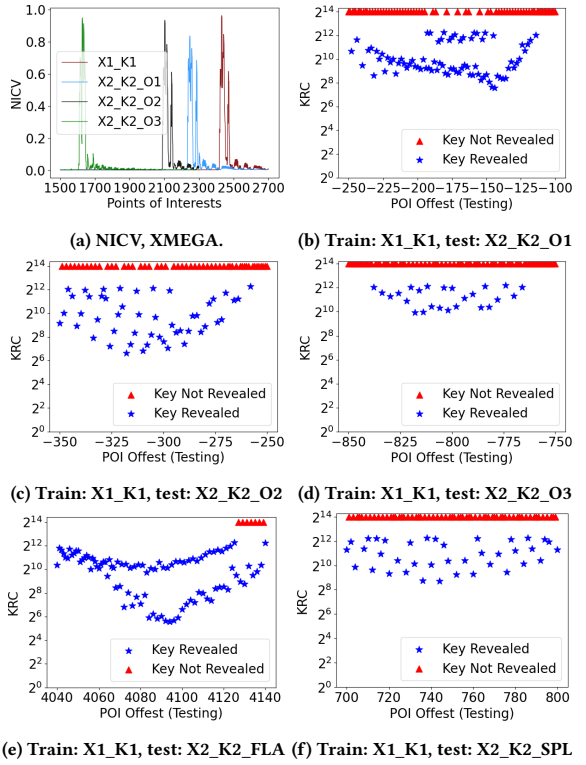 1.0
0.8
0.6
0.4
0.2
0.0
NICV
X1_K1
X2_K2_O1
X2_K2_O2
X2_K2_O3
1500 1700 1900 2100 2300 2500 2700
Points of Interests
(a) NICV, XMEGA.
2^14
2^12
2^10
2^8
2^6
2^4
2^2
2^0
KRC
Key Not Revealed
Key Revealed
−250 −225 −200 −175 −150 −125 −100
POI Offest (Testing)
(b) Train: X1_K1, test: X2_K2_O1
2^14
2^12
2^10
2^8
2^6
2^4
2^2
2^0
KRC
Key Not Revealed
Key Revealed
−350 −325 −300 −275 −250
POI Offest (Testing)
(c) Train: X1_K1, test: X2_K2_O2
2^14
2^12
2^10
2^8
2^6
2^4
2^2
2^0
KRC
Key Not Revealed
Key Revealed
−850 −825 −800 −775 −750
POI Offest (Testing)
(d) Train: X1_K1, test: X2_K2_O3
2^14
2^12
2^10
2^8
2^6
2^4
2^2
2^0
KRC
Key Revealed
Key Not Revealed
4040 4060 4080 4100 4120 4140
POI Offest (Testing)
(e) Train: X1_K1, test: X2_K2_FLA
2^14
2^12
2^10
2^8
2^6
2^4
2^2
2^0
KRC
Key Revealed
Key Not Revealed
700 720 740 760 780 800
POI Offest (Testing)
(f) Train: X1_K1, test: X2_K2_SPL